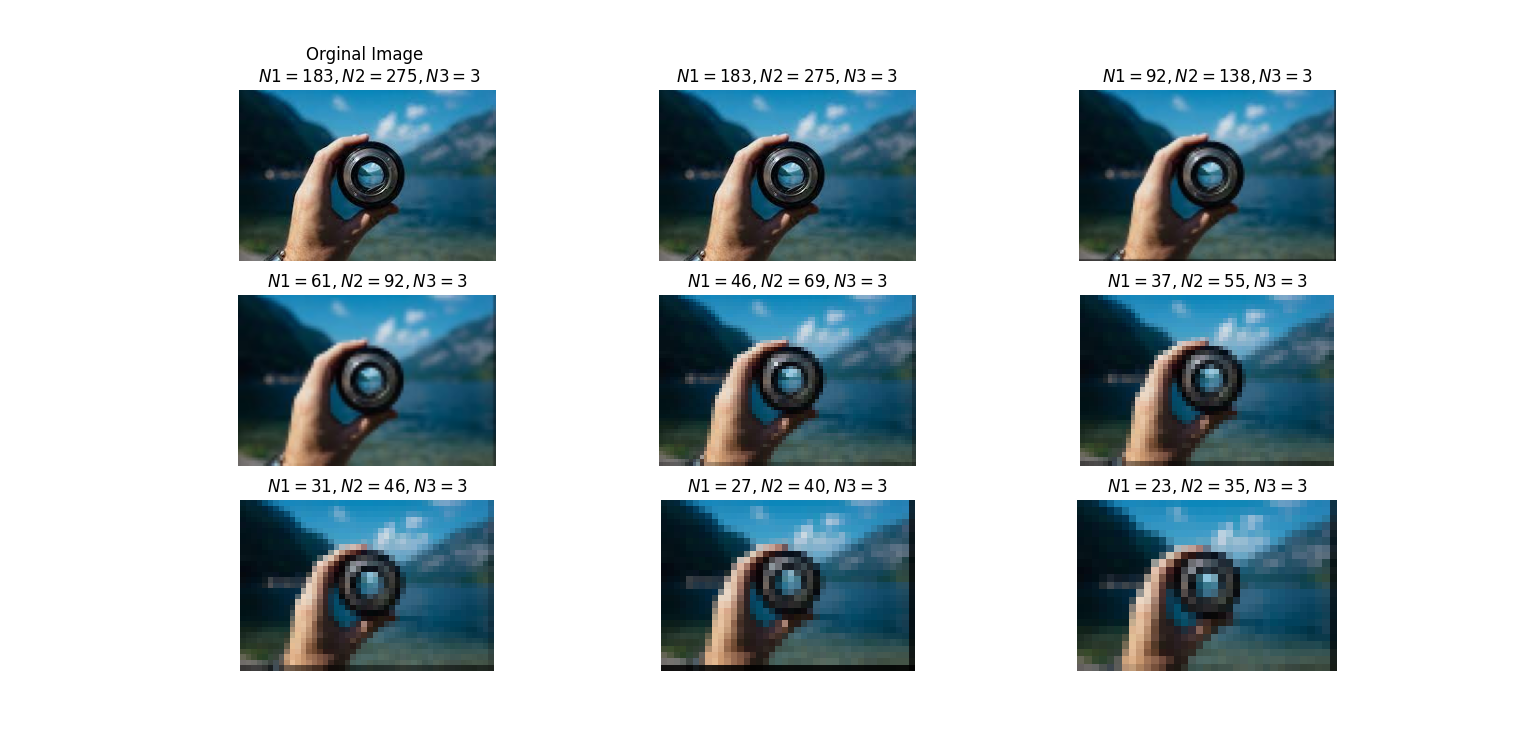 Orginal Image
N1 = 183, N2 = 275, N3 = 3
N1 = 183, N2 = 275, N3 = 3
N1 = 92, N2 = 138, N3 = 3
N1 = 61, N2 = 92, N3 = 3
N1 = 46, N2 = 69, N3 = 3
N1 = 37, N2 = 55, N3 = 3
N1 = 31, N2 = 46, N3 = 3
N1 = 27, N2 = 40, N3 = 3
N1 = 23, N2 = 35, N3 = 3